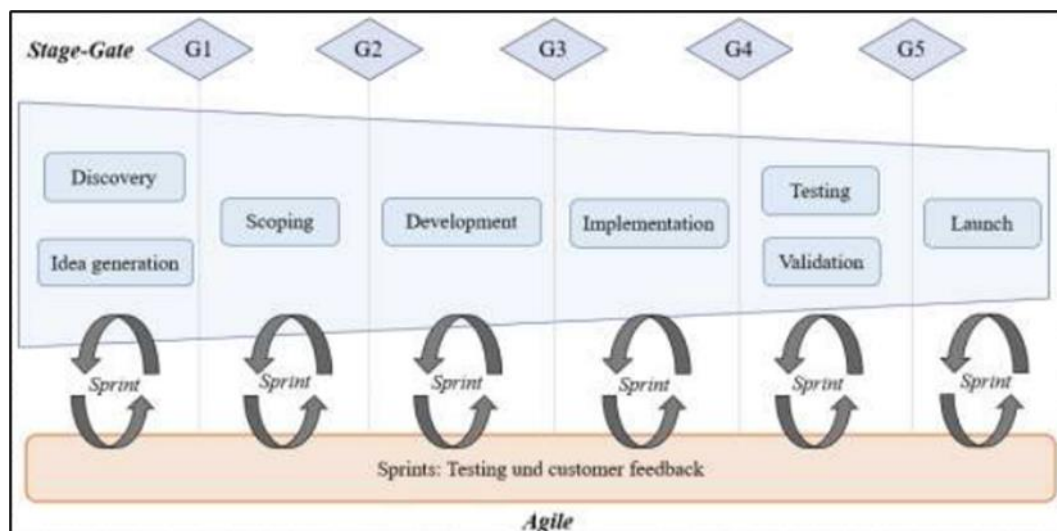 Stage-Gate
G1
G2
G3
G4
G5
Discovery
Idea generation
Scoping
Development
Implementation
Testing
Validation
Launch
Sprint
Sprint
Sprint
Sprint
Sprint
Sprint
Sprints: Testing und customer feedback
Agile